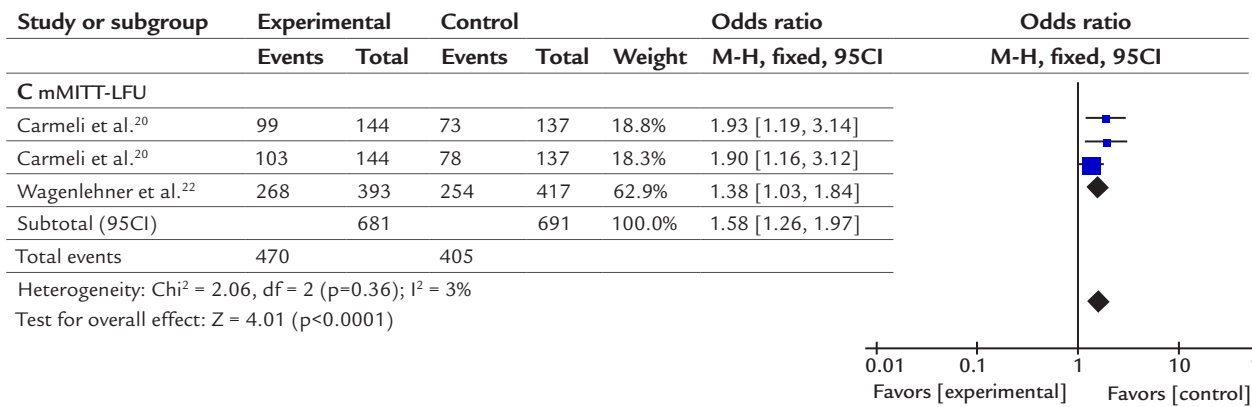 Study or subgroup Experimental Control Odds ratio Odds ratio
Events Total Events Total Weight M-H, fixed, 95CI M-H, fixed, 95CI
C mMITT-LFU
Carmeli et al.²⁰ 99 144 73 137 18.8% 1.93 [1.19, 3.14]
Carmeli et al.²⁰ 103 144 78 137 18.3% 1.90 [1.16, 3.12]
Wagenlehner et al.²² 268 393 254 417 62.9% 1.38 [1.03, 1.84]
Subtotal (95CI) 681 691 100.0% 1.58 [1.26, 1.97]
Total events 470 405
Heterogeneity: Chi² = 2.06, df = 2 (p=0.36); I² = 3%
Test for overall effect: Z = 4.01 (p<0.0001)
0.01 0.1 1 10
Favors [experimental] Favors [control]